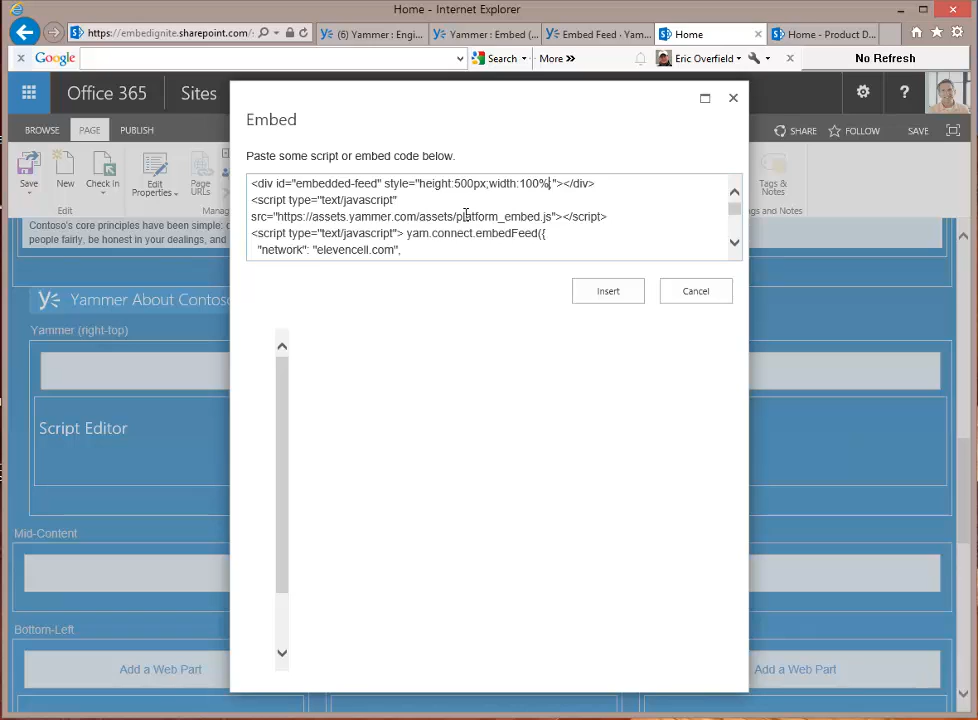 Home - Internet Explorer
https://embedignite.sharepoint.com/
(6) Yammer : Engi...
Yammer : Embed (...
Embed Feed - Yam...
Home
Home - Product D...
Google
Search
More »
Eric Overfield
No Refresh
Office 365
Sites
BROWSE
PAGE
PUBLISH
SHARE
FOLLOW
SAVE
Save
New
Check In
Edit
Properties
Page
URLs
Tags &
Notes
Edit
Manag
gs and Notes
Contoso's core principles have been simple:
people fairly, be honest in your dealings, and
Yammer About Contoso
Yammer (right-top)
Script Editor
Mid-Content
Bottom-Left
Add a Web Part
Add a Web Part
Embed
Paste some script or embed code below.
<div id="embedded-feed" style="height:500px;width:100%;"></div>
<script type="text/javascript"
src="https://assets.yammer.com/assets/platform_embed.js"></script>
<script type="text/javascript"> yam.connect.embedFeed({
"network": "elevencell.com",
Insert
Cancel